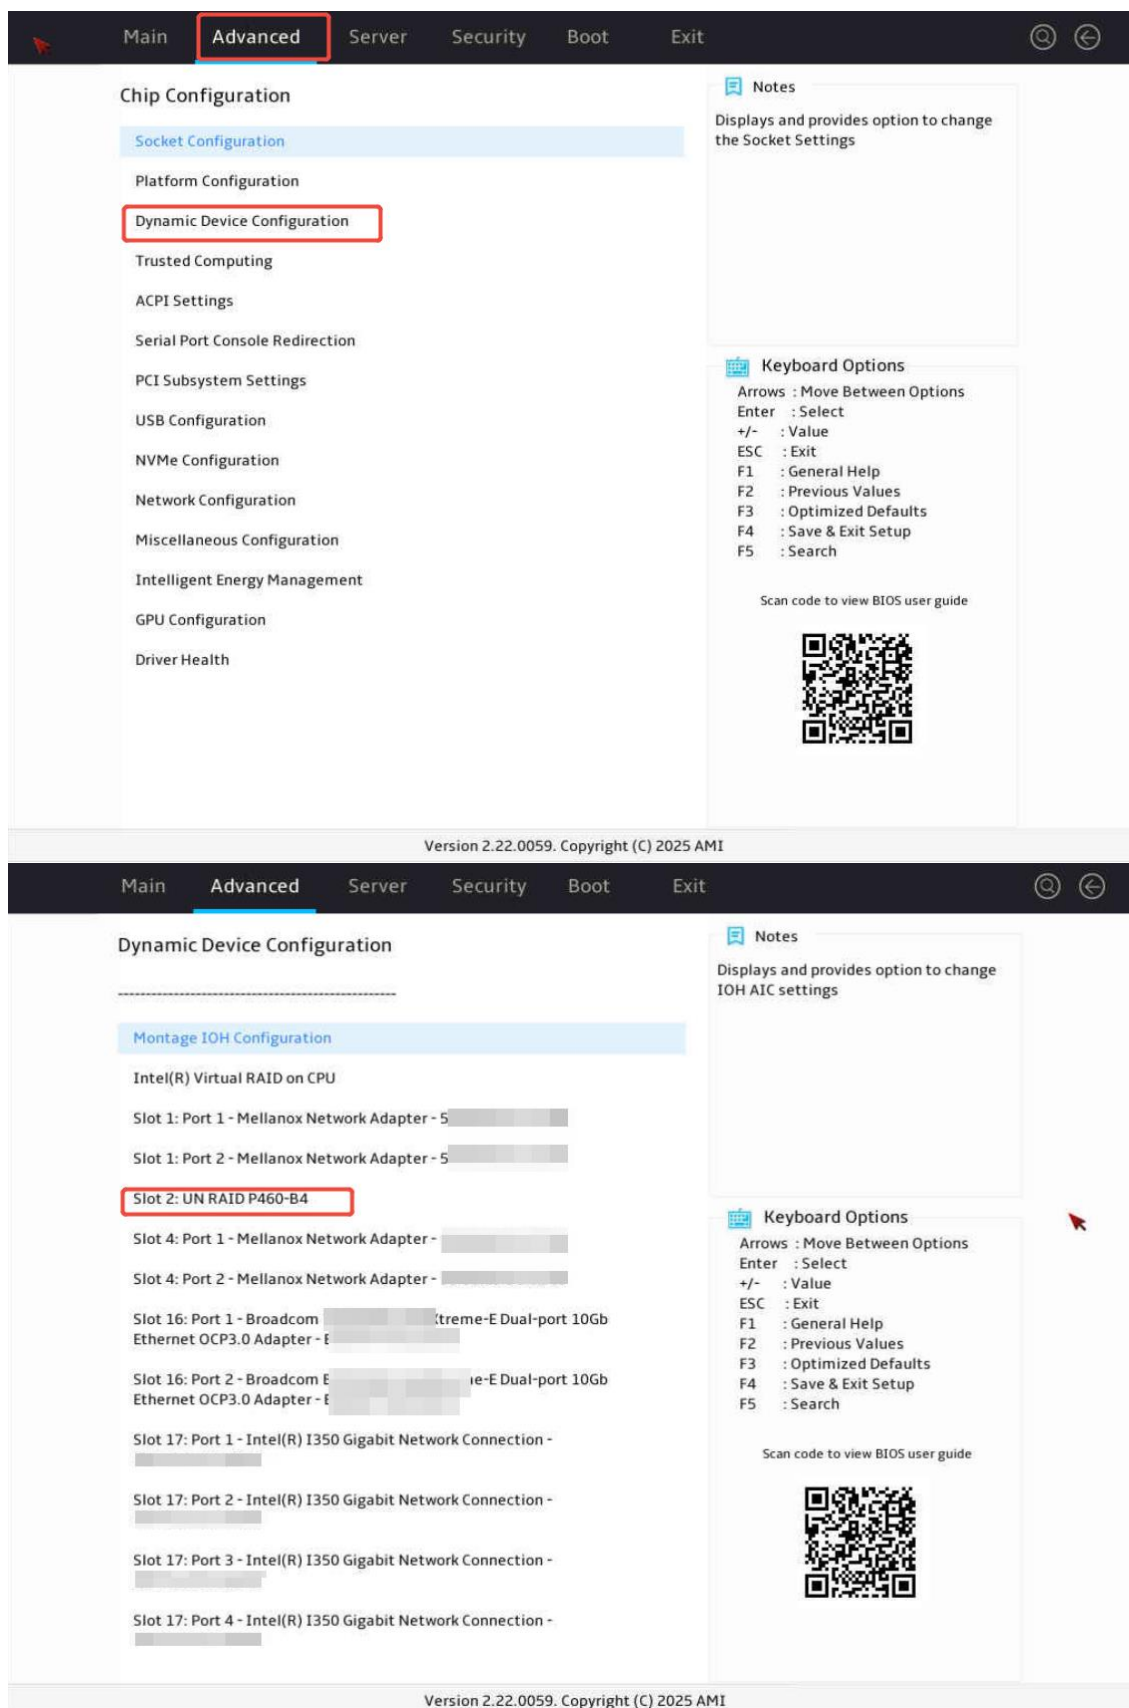 Main Advanced Server Security Boot Exit
Chip Configuration
Socket Configuration
Platform Configuration
Dynamic Device Configuration
Trusted Computing
ACPI Settings
Serial Port Console Redirection
PCI Subsystem Settings
USB Configuration
NVMe Configuration
Network Configuration
Miscellaneous Configuration
Intelligent Energy Management
GPU Configuration
Driver Health
Notes
Displays and provides option to change
the Socket Settings
Keyboard Options
Arrows : Move Between Options
Enter : Select
+/- : Value
ESC : Exit
F1 : General Help
F2 : Previous Values
F3 : Optimized Defaults
F4 : Save & Exit Setup
F5 : Search
Scan code to view BIOS user guide
Version 2.22.0059. Copyright (C) 2025 AMI
Main Advanced Server Security Boot Exit
Dynamic Device Configuration
--------------------------------------------------
Montage IOH Configuration
Intel(R) Virtual RAID on CPU
Slot 1: Port 1 - Mellanox Network Adapter - 5
Slot 1: Port 2 - Mellanox Network Adapter - 5
Slot 2: UN RAID P460-B4
Slot 4: Port 1 - Mellanox Network Adapter -
Slot 4: Port 2 - Mellanox Network Adapter -
Slot 16: Port 1 - Broadcom Dual-port 10Gb
Ethernet OCP3.0 Adapter -
Slot 16: Port 2 - Broadcom Dual-port 10Gb
Ethernet OCP3.0 Adapter -
Slot 17: Port 1 - Intel(R) I350 Gigabit Network Connection -
Slot 17: Port 2 - Intel(R) I350 Gigabit Network Connection -
Slot 17: Port 3 - Intel(R) I350 Gigabit Network Connection -
Slot 17: Port 4 - Intel(R) I350 Gigabit Network Connection -
Notes
Displays and provides option to change
IOH AIC settings
Keyboard Options
Arrows : Move Between Options
Enter : Select
+/- : Value
ESC : Exit
F1 : General Help
F2 : Previous Values
F3 : Optimized Defaults
F4 : Save & Exit Setup
F5 : Search
Scan code to view BIOS user guide
Version 2.22.0059. Copyright (C) 2025 AMI